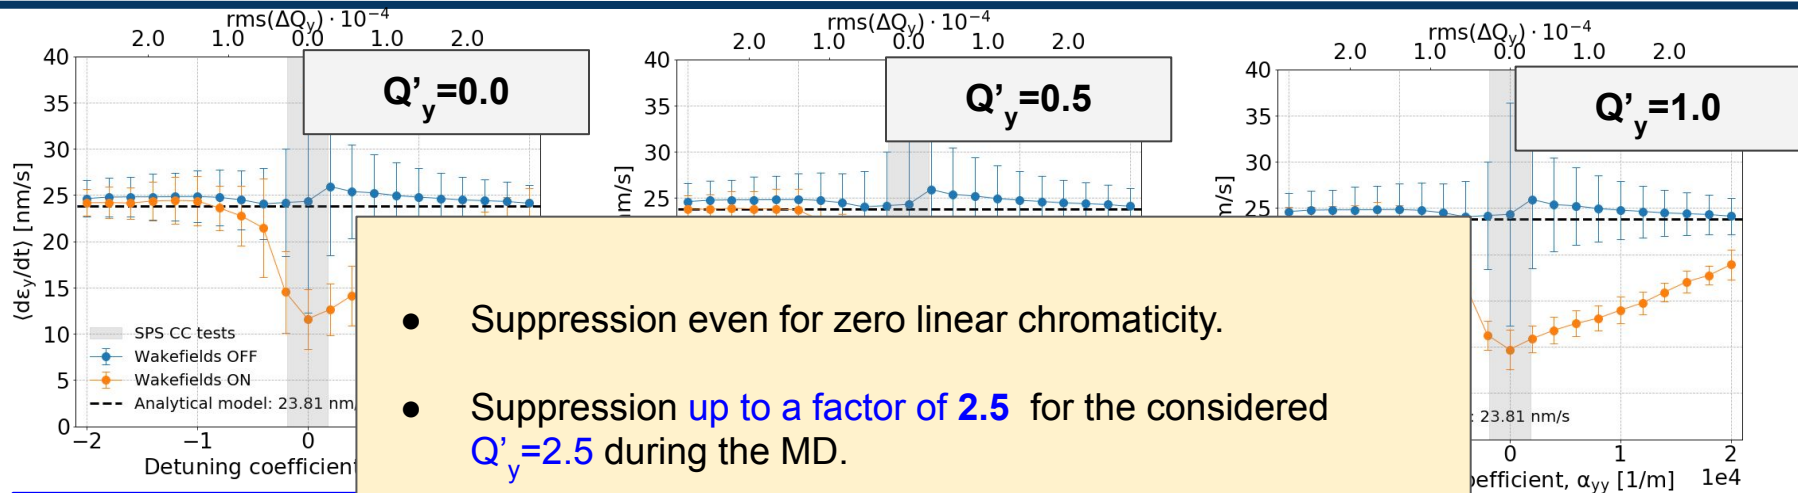 rms(ΔQy) · 10⁻⁴
2.0 1.0 0.0 1.0 2.0
Q'y=0.0
40
35
30
25
20
15
10
5
0
⟨dεy/dt⟩ [nm/s]
SPS CC tests
Wakefields OFF
Wakefields ON
Analytical model: 23.81 nm/
−2 −1 0
Detuning coefficient
rms(ΔQy) · 10⁻⁴
2.0 1.0 0.0 1.0 2.0
Q'y=0.5
40
35
30
25
nm/s]
rms(ΔQy) · 10⁻⁴
2.0 1.0 0.0 1.0 2.0
Q'y=1.0
40
35
30
25
m/s]
: 23.81 nm/s
0 1 2
efficient, αyy [1/m] 1e4
● Suppression even for zero linear chromaticity.
● Suppression up to a factor of 2.5 for the considered
Q'y=2.5 during the MD.